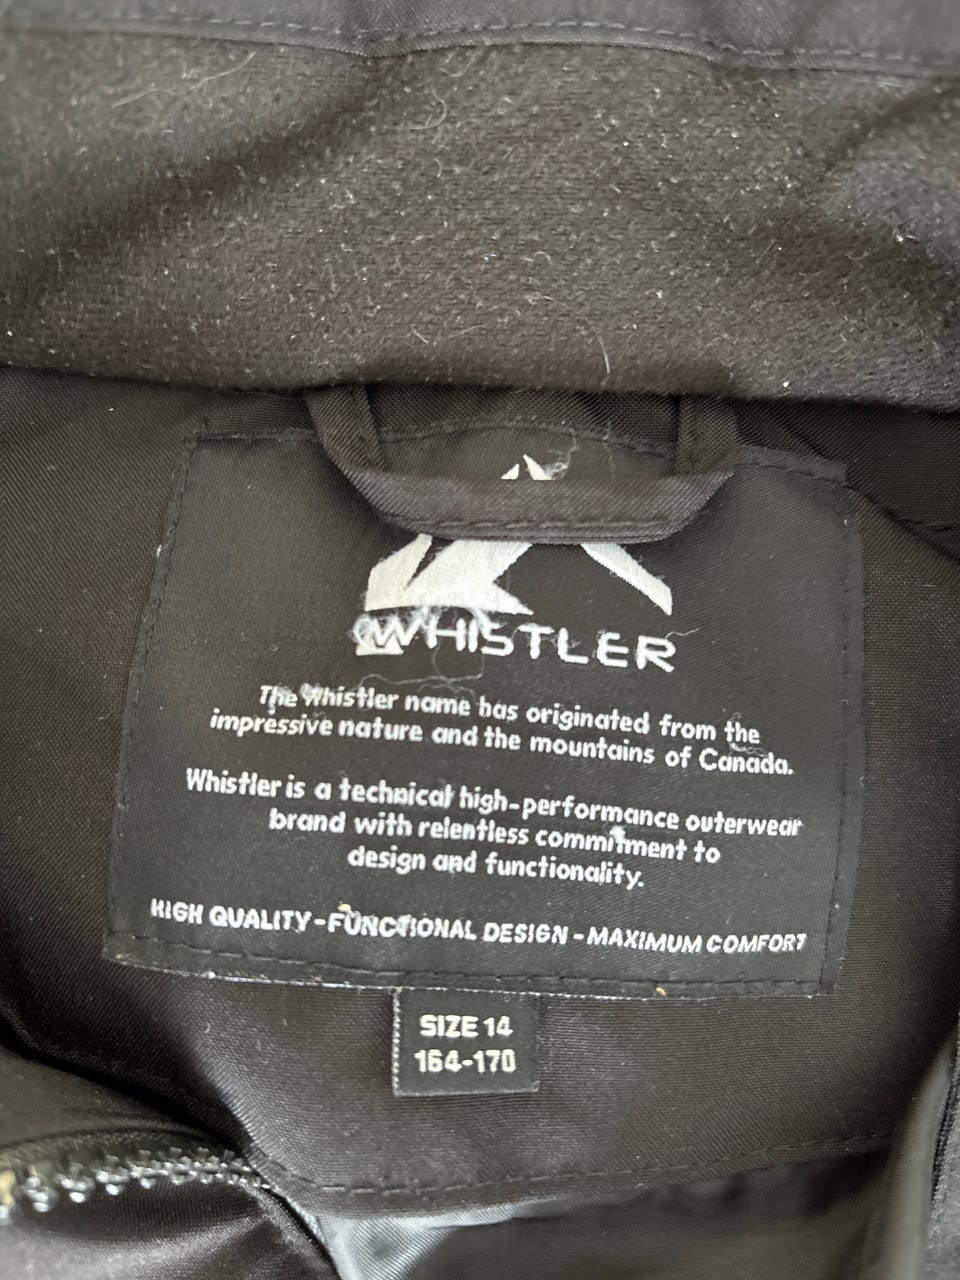 WHISTLER
The Whistler name has originated from the
impressive nature and the mountains of Canada.
Whistler is a technical high-performance outerwear
brand with relentless commitment to
design and functionality.
HIGH QUALITY - FUNCTIONAL DESIGN - MAXIMUM COMFORT
SIZE 14
164-170